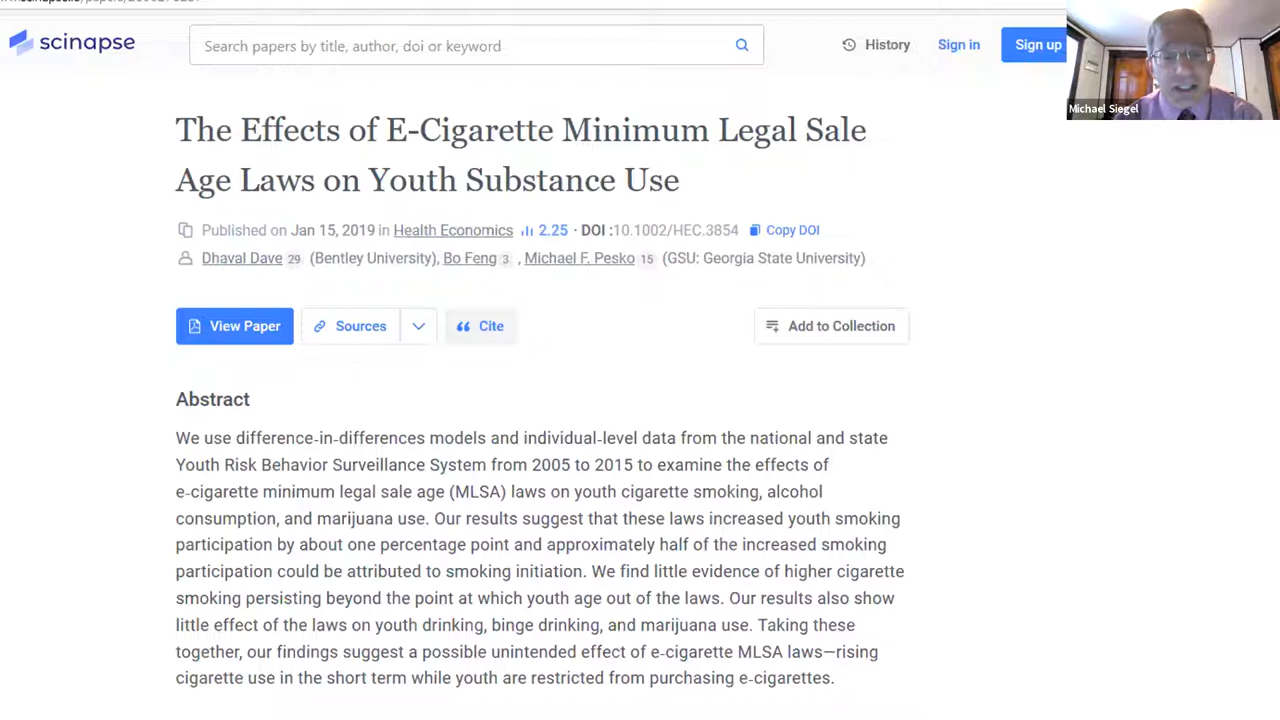 scinapse
Search papers by title, author, doi or keyword
History
Sign in
Sign up
Michael Siegel
The Effects of E-Cigarette Minimum Legal Sale
Age Laws on Youth Substance Use
Published on Jan 15, 2019 in Health Economics 2.25 · DOI :10.1002/HEC.3854 Copy DOI
Dhaval Dave 29 (Bentley University), Bo Feng 3 , Michael F. Pesko 15 (GSU: Georgia State University)
View Paper
Sources
Cite
Add to Collection
Abstract
We use difference-in-differences models and individual-level data from the national and state
Youth Risk Behavior Surveillance System from 2005 to 2015 to examine the effects of
e-cigarette minimum legal sale age (MLSA) laws on youth cigarette smoking, alcohol
consumption, and marijuana use. Our results suggest that these laws increased youth smoking
participation by about one percentage point and approximately half of the increased smoking
participation could be attributed to smoking initiation. We find little evidence of higher cigarette
smoking persisting beyond the point at which youth age out of the laws. Our results also show
little effect of the laws on youth drinking, binge drinking, and marijuana use. Taking these
together, our findings suggest a possible unintended effect of e-cigarette MLSA laws—rising
cigarette use in the short term while youth are restricted from purchasing e-cigarettes.